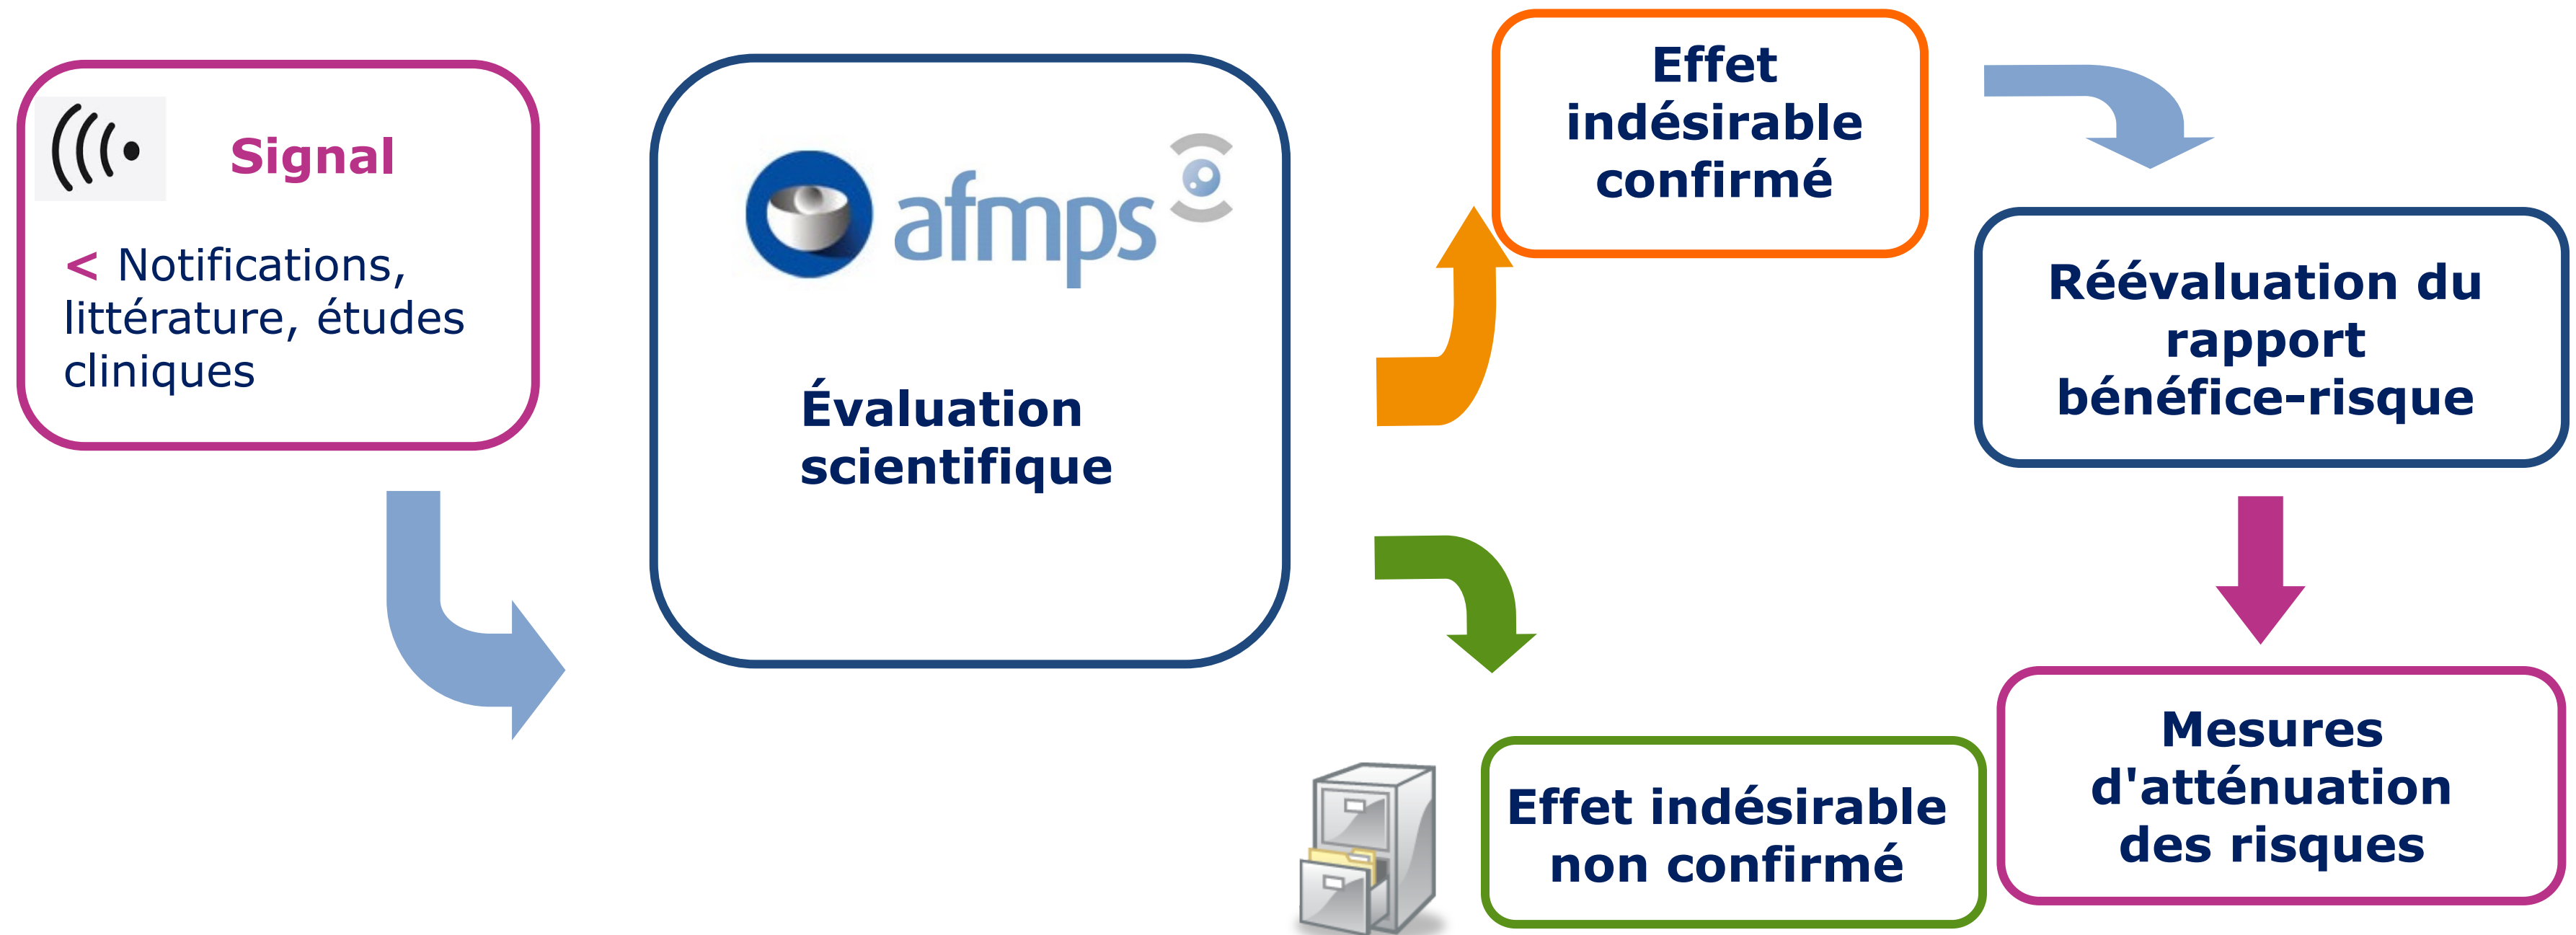 Signal
< Notifications,
littérature, études
cliniques
afmps
Évaluation
scientifique
Effet
indésirable
confirmé
Réévaluation du
rapport
bénéfice-risque
Mesures
d'atténuation
des risques
Effet indésirable
non confirmé